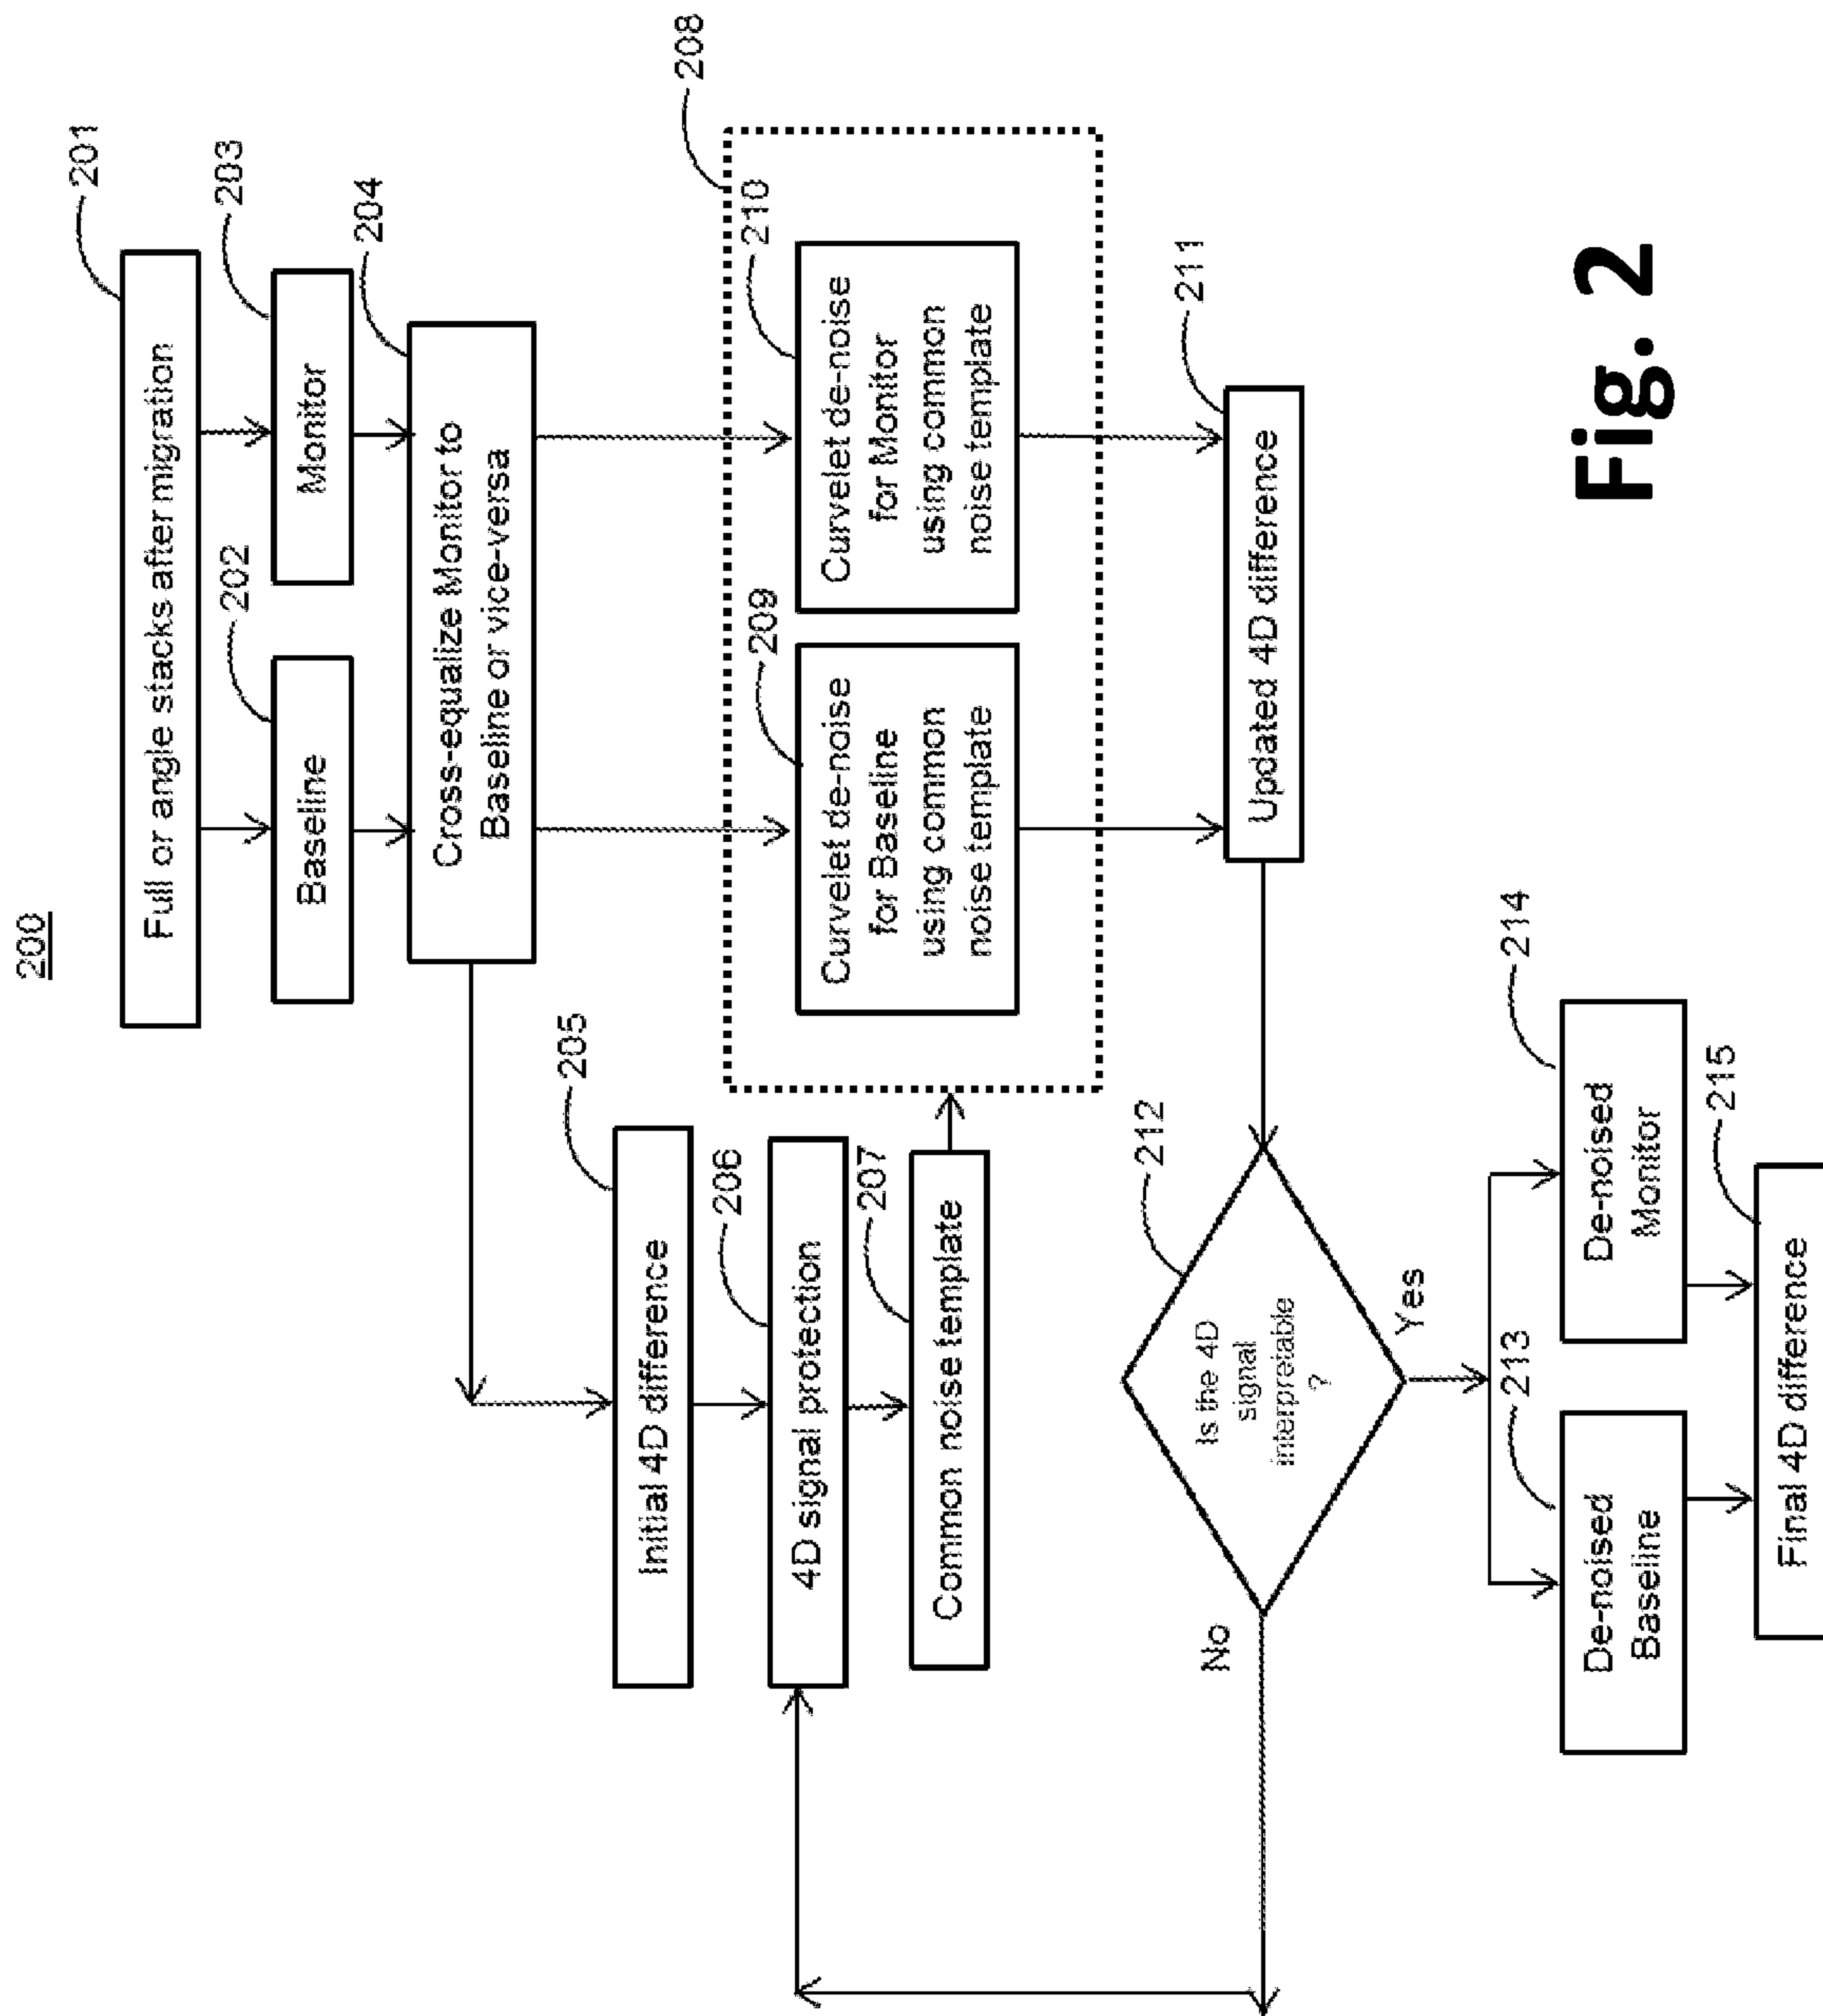 200
Full or angle stacks after migration
201
Baseline
202
Monitor
203
Cross-equalize Monitor to
Baseline or vice-versa
204
Initial 4D difference
205
4D signal protection
206
Common noise template
207
208
Curvelet de-noise
for Baseline
using common
noise template
209
Curvelet de-noise
for Monitor
using common
noise template
210
Updated 4D difference
211
Is the 4D
signal
interpretable
?
212
No
Yes
De-noised
Baseline
213
De-noised
Monitor
214
Final 4D difference
215
Fig. 2